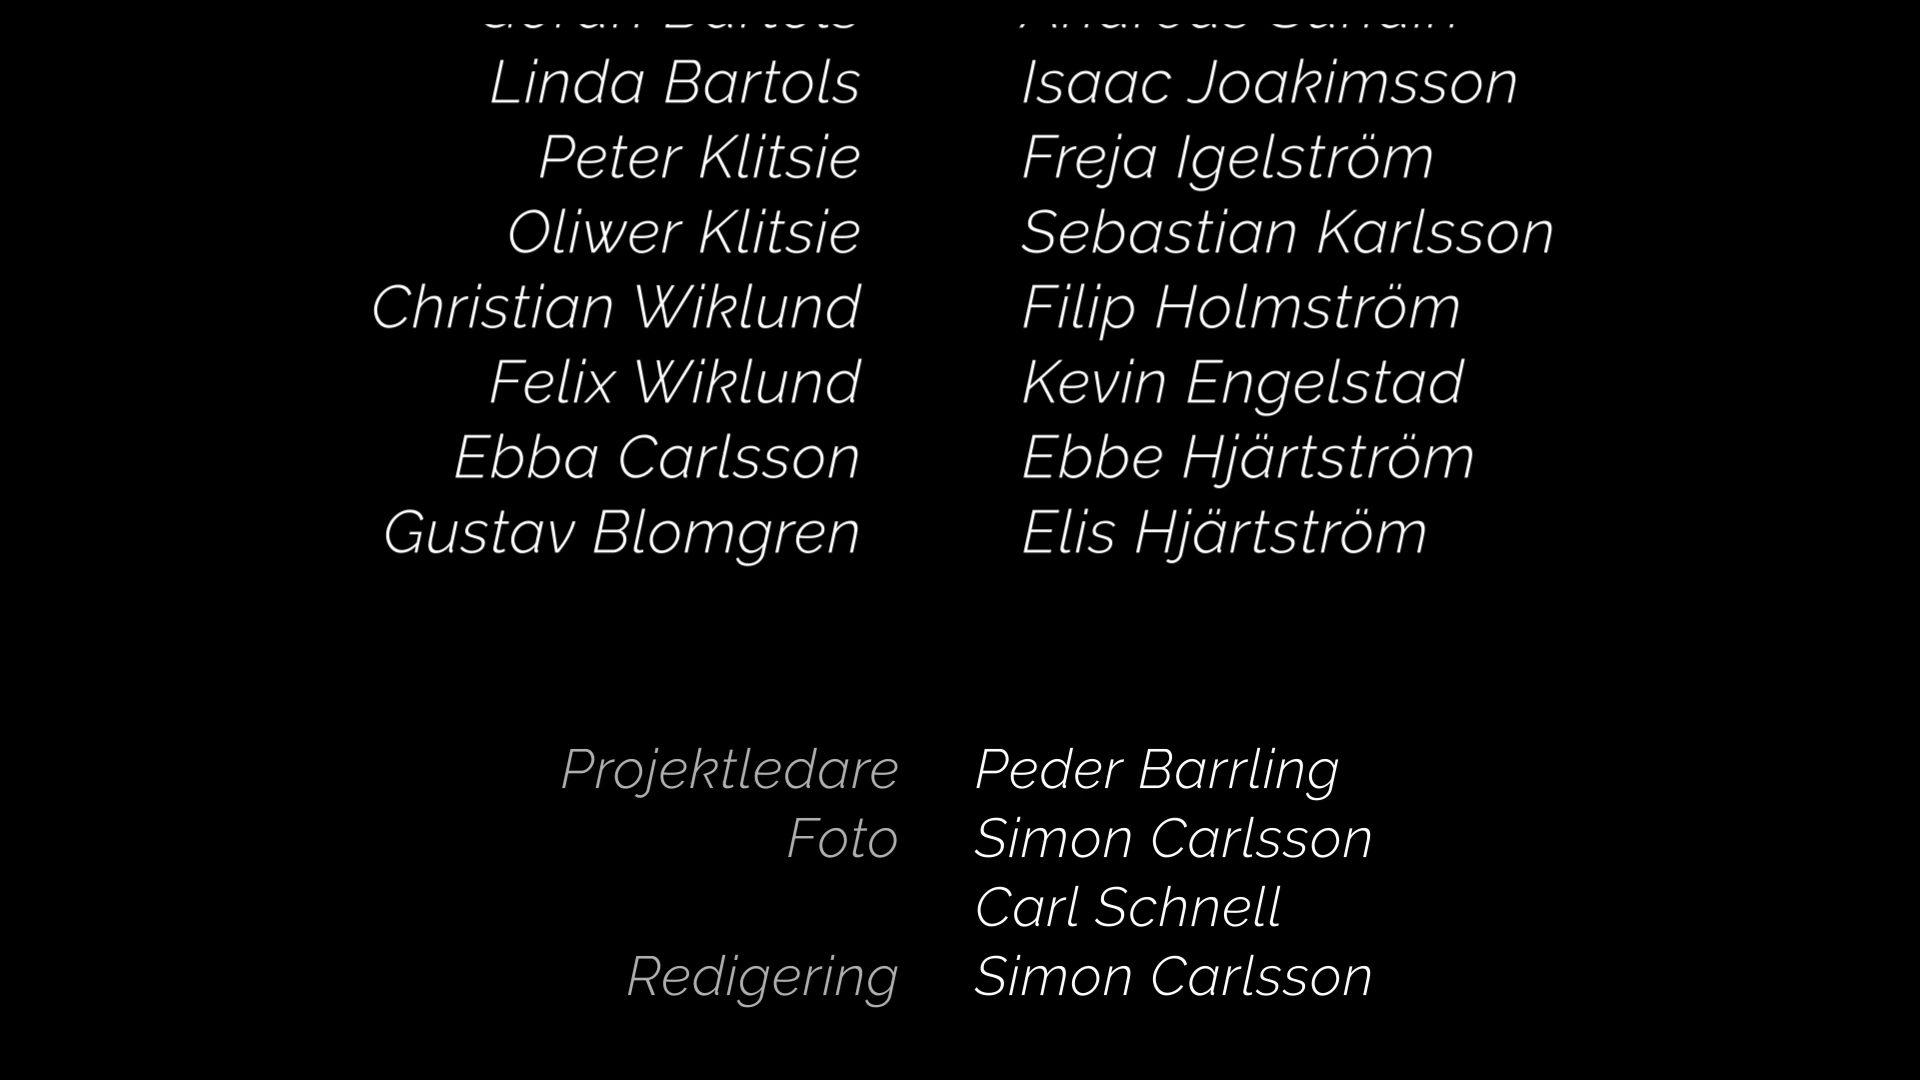 Linda Bartols Isaac Joakimsson
Peter Klitsie Freja Igelström
Oliwer Klitsie Sebastian Karlsson
Christian Wiklund Filip Holmström
Felix Wiklund Kevin Engelstad
Ebba Carlsson Ebbe Hjärtström
Gustav Blomgren Elis Hjärtström
Projektledare Peder Barrling
Foto Simon Carlsson
Carl Schnell
Redigering Simon Carlsson